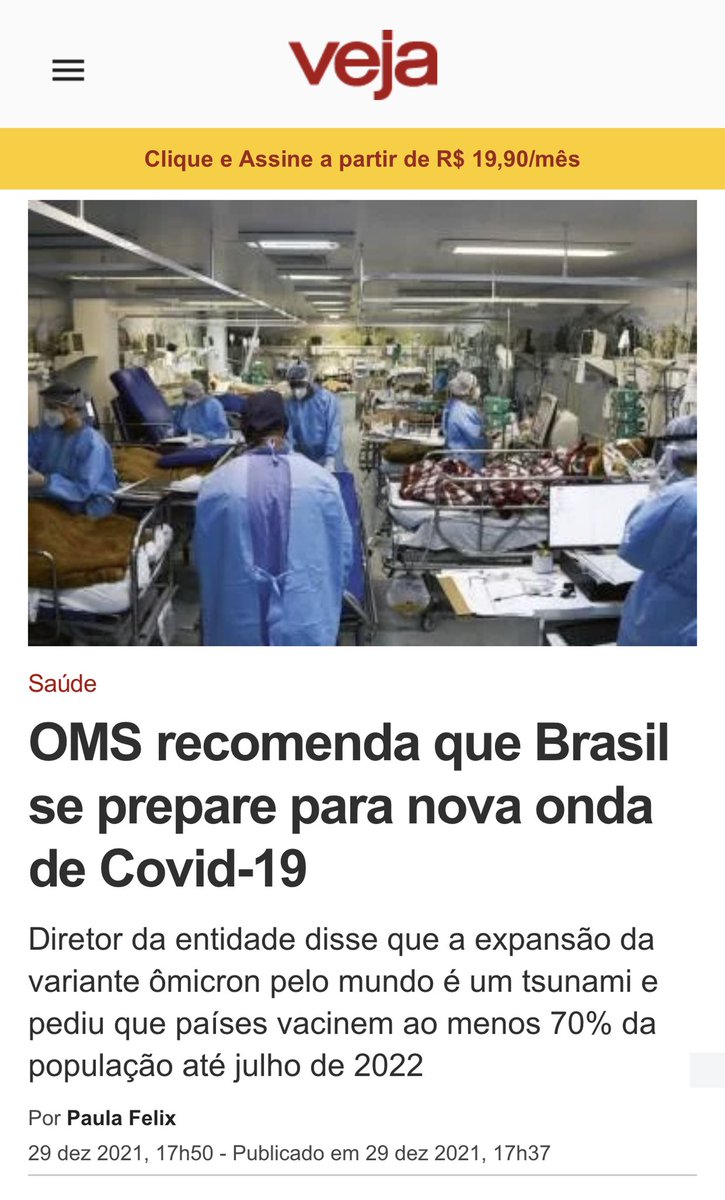 veja
Clique e Assine a partir de R$ 19,90/mês
Saúde
OMS recomenda que Brasil
se prepare para nova onda
de Covid-19
Diretor da entidade disse que a expansão da
variante ômicron pelo mundo é um tsunami e
pediu que países vacinem ao menos 70% da
população até julho de 2022
Por Paula Felix
29 dez 2021, 17h50 - Publicado em 29 dez 2021, 17h37